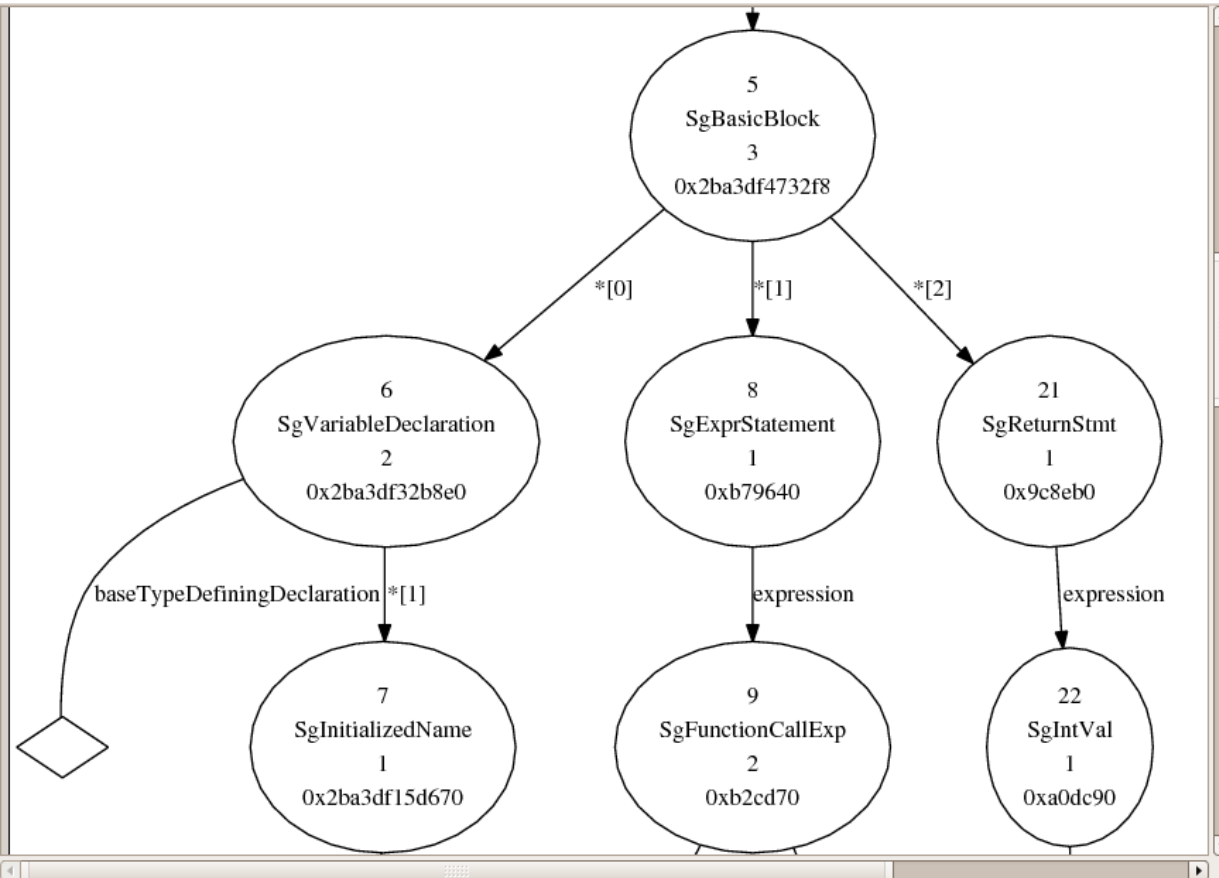 5
SgBasicBlock
3
0x2ba3df4732f8
*[0]
*[1]
*[2]
6
SgVariableDeclaration
2
0x2ba3df32b8e0
8
SgExprStatement
1
0xb79640
21
SgReturnStmt
1
0x9c8eb0
baseTypeDefiningDeclaration
*[1]
expression
expression
7
SgInitializedName
1
0x2ba3df15d670
9
SgFunctionCallExp
2
0xb2cd70
22
SgIntVal
1
0xa0dc90